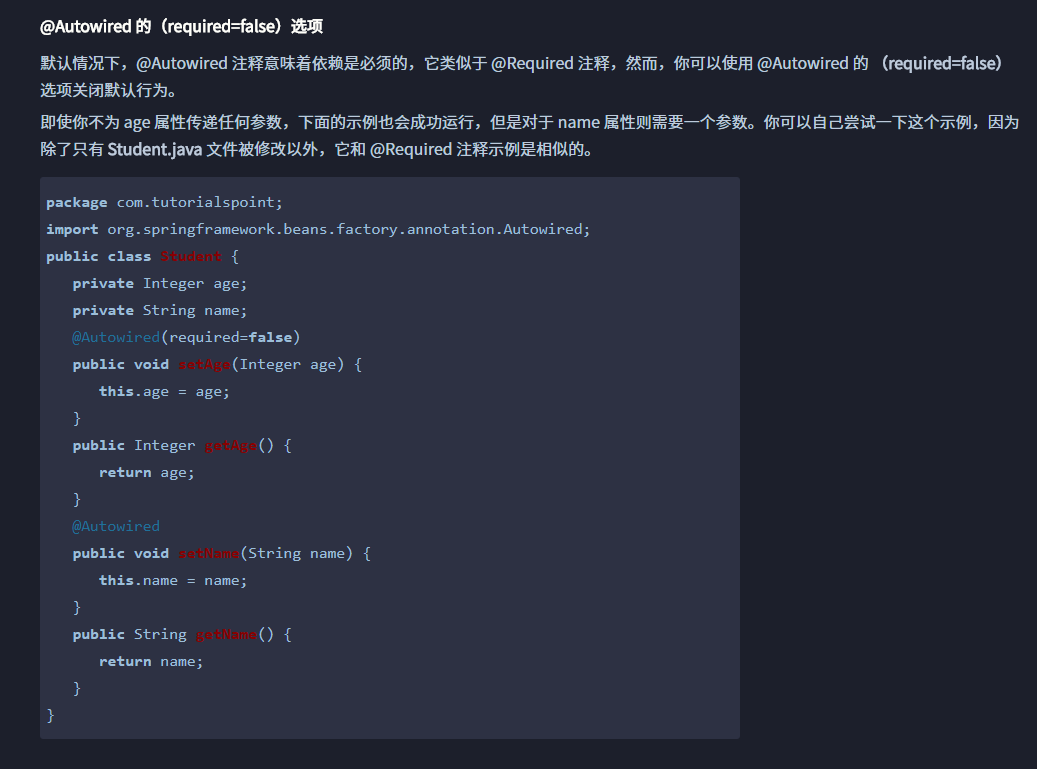 @Autowired 的（required=false）选项
默认情况下，@Autowired 注释意味着依赖是必须的，它类似于 @Required 注释，然而，你可以使用 @Autowired 的 （required=false）
选项关闭默认行为。
即使你不为 age 属性传递任何参数，下面的示例也会成功运行，但是对于 name 属性则需要一个参数。你可以自己尝试一下这个示例，因为
除了只有 Student.java 文件被修改以外，它和 @Required 注释示例是相似的。
package com.tutorialspoint;
import org.springframework.beans.factory.annotation.Autowired;
public class Student {
   private Integer age;
   private String name;
   @Autowired(required=false)
   public void setAge(Integer age) {
      this.age = age;
   }
   public Integer getAge() {
      return age;
   }
   @Autowired
   public void setName(String name) {
      this.name = name;
   }
   public String getName() {
      return name;
   }
}